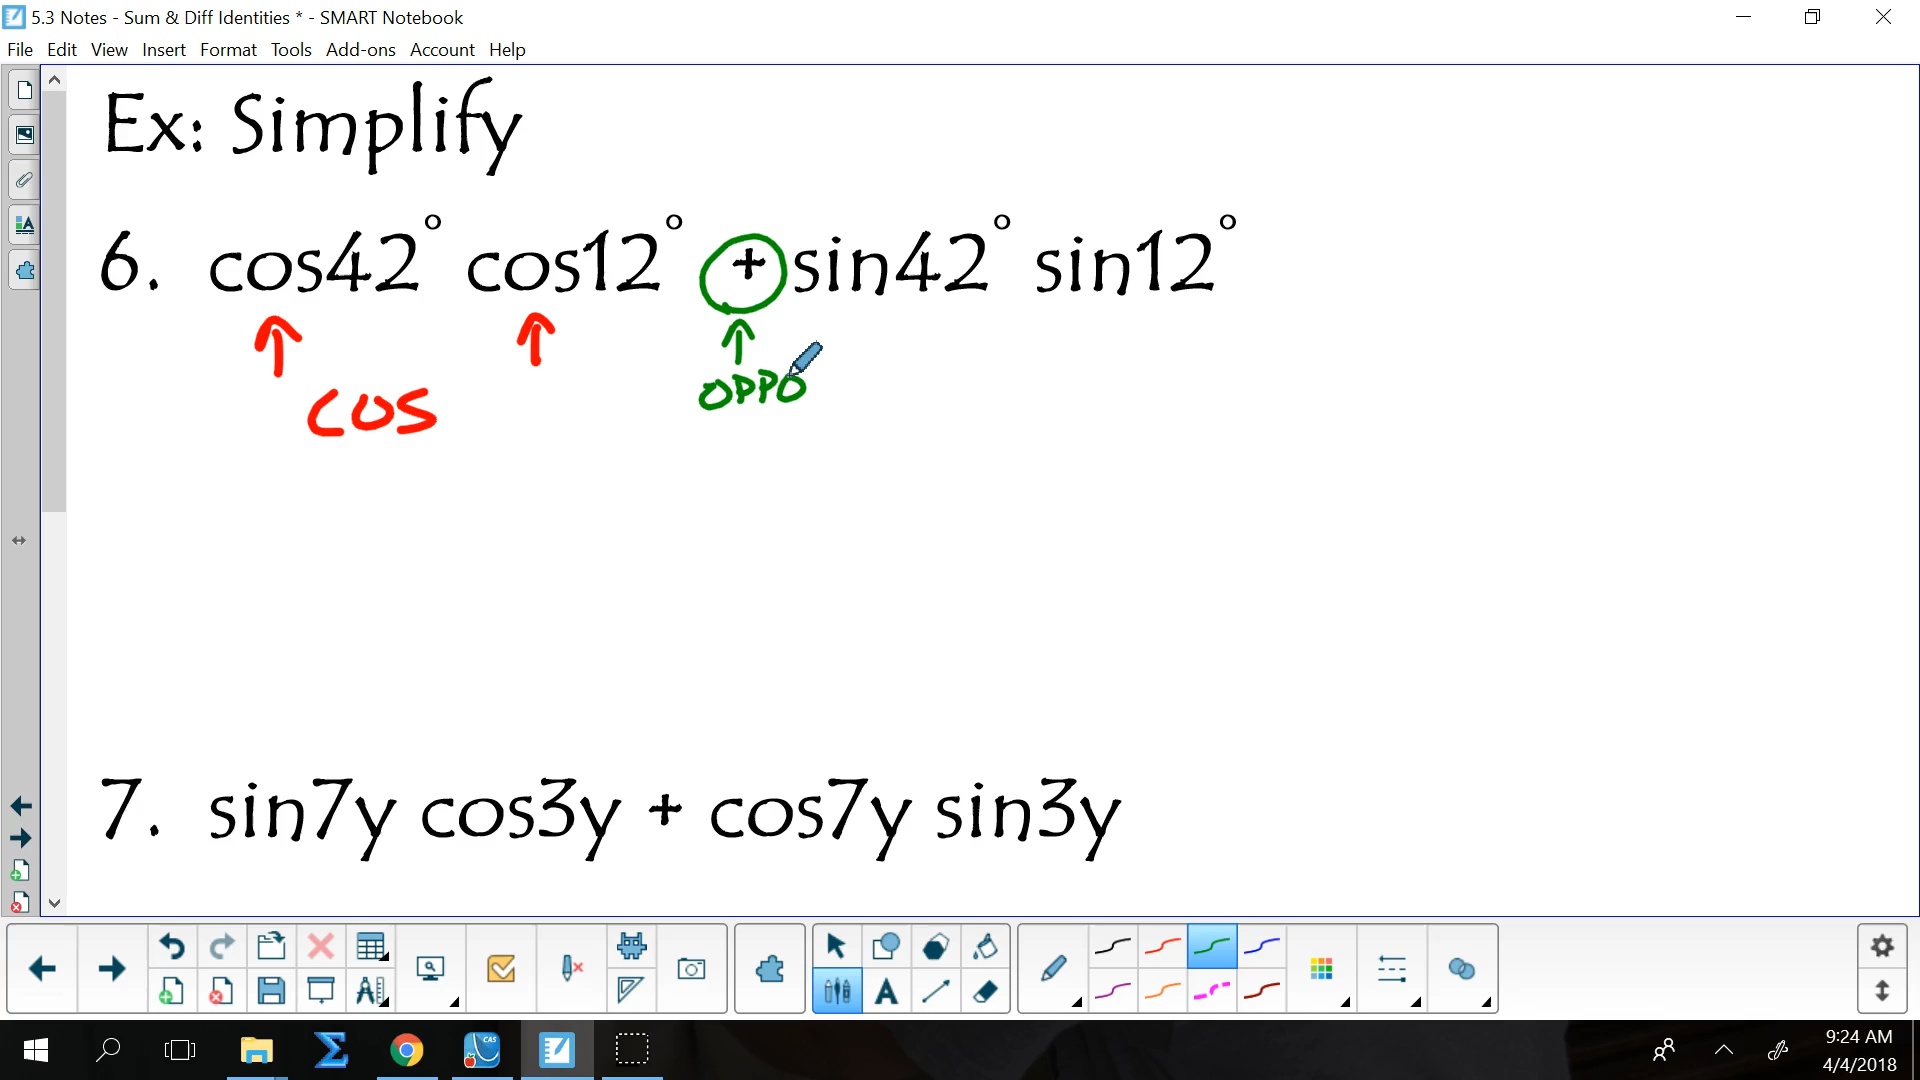 5.3 Notes - Sum & Diff Identities * - SMART Notebook
File Edit View Insert Format Tools Add-ons Account Help
Ex: Simplify
6. cos42° cos12° + sin42° sin12°
OPPO
COS
7. sin7y cos3y + cos7y sin3y
A
CAS
9:24 AM
4/4/2018